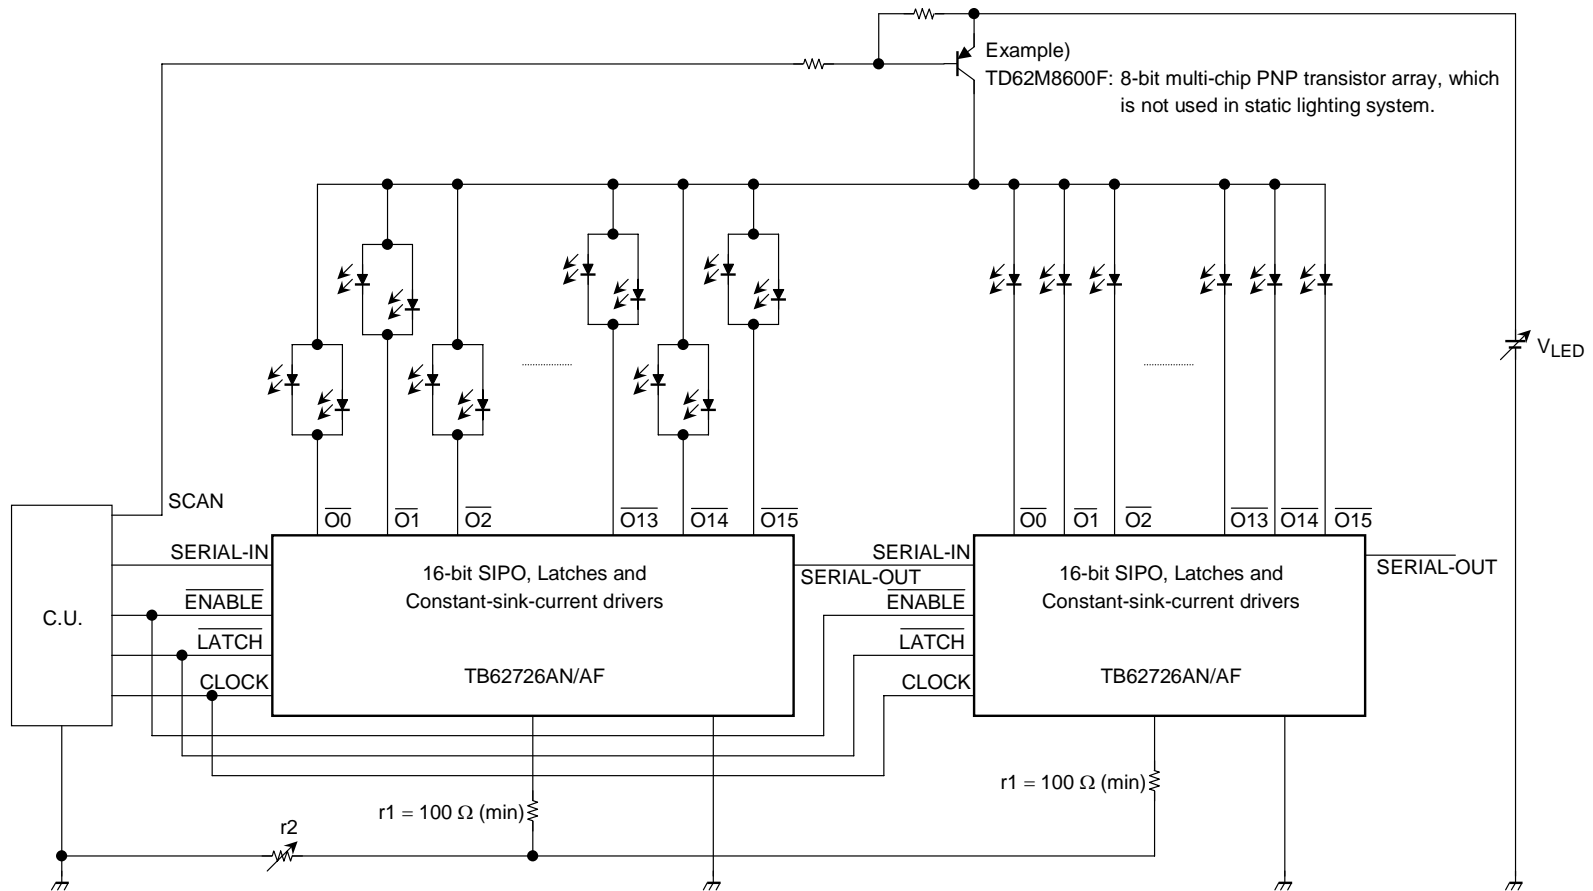 Example)
TD62M8600F: 8-bit multi-chip PNP transistor array, which
is not used in static lighting system.
VLED
SCAN
O0 O1 O2 O13 O14 O15
O0 O1 O2 O13 O14 O15
C.U.
SERIAL-IN
ENABLE
LATCH
CLOCK
16-bit SIPO, Latches and
Constant-sink-current drivers
TB62726AN/AF
SERIAL-IN
SERIAL-OUT
ENABLE
LATCH
CLOCK
16-bit SIPO, Latches and
Constant-sink-current drivers
TB62726AN/AF
SERIAL-OUT
r1 = 100 Ω (min)
r1 = 100 Ω (min)
r2